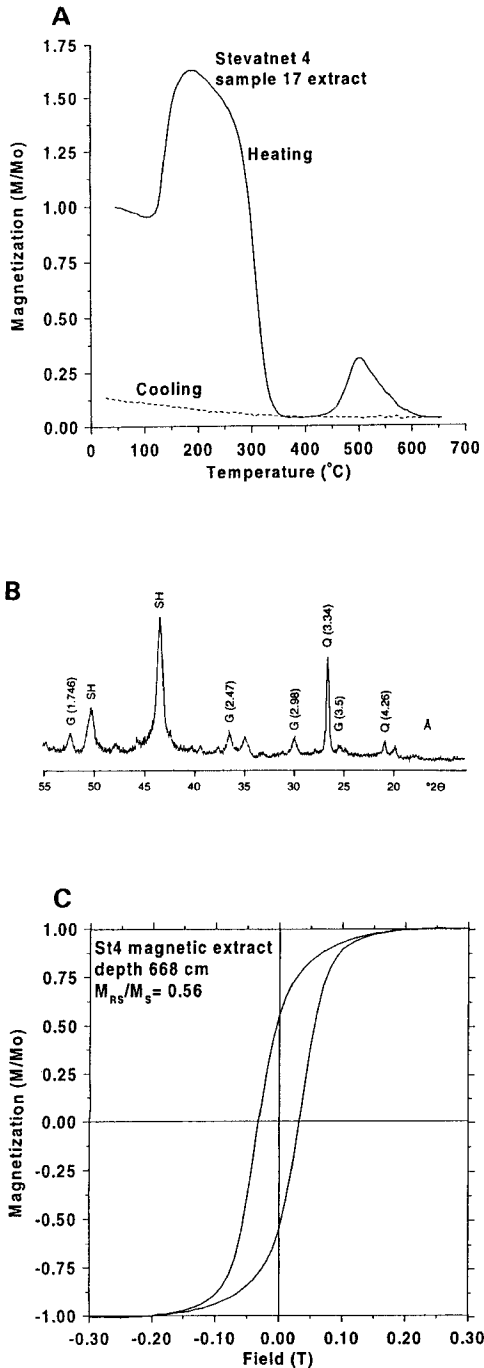 A
Stevatnet 4
sample 17 extract
Heating
Cooling
Magnetization (M/Mo)
1.75
1.50
1.25
1.00
0.75
0.50
0.25
0.00
0 100 200 300 400 500 600 700
Temperature (°C)
B
G (1.746)
SH
SH
G (2.47)
G (2.98)
Q (3.34)
G (3.5)
Q (4.26)
Å
55 50 45 40 35 30 25 20 °2Θ
C
St4 magnetic extract
depth 668 cm
MRS/MS= 0.56
Magnetization (M/Mo)
1.00
0.75
0.50
0.25
0.00
-0.25
-0.50
-0.75
-1.00
-0.30 -0.20 -0.10 0.00 0.10 0.20 0.30
Field (T)